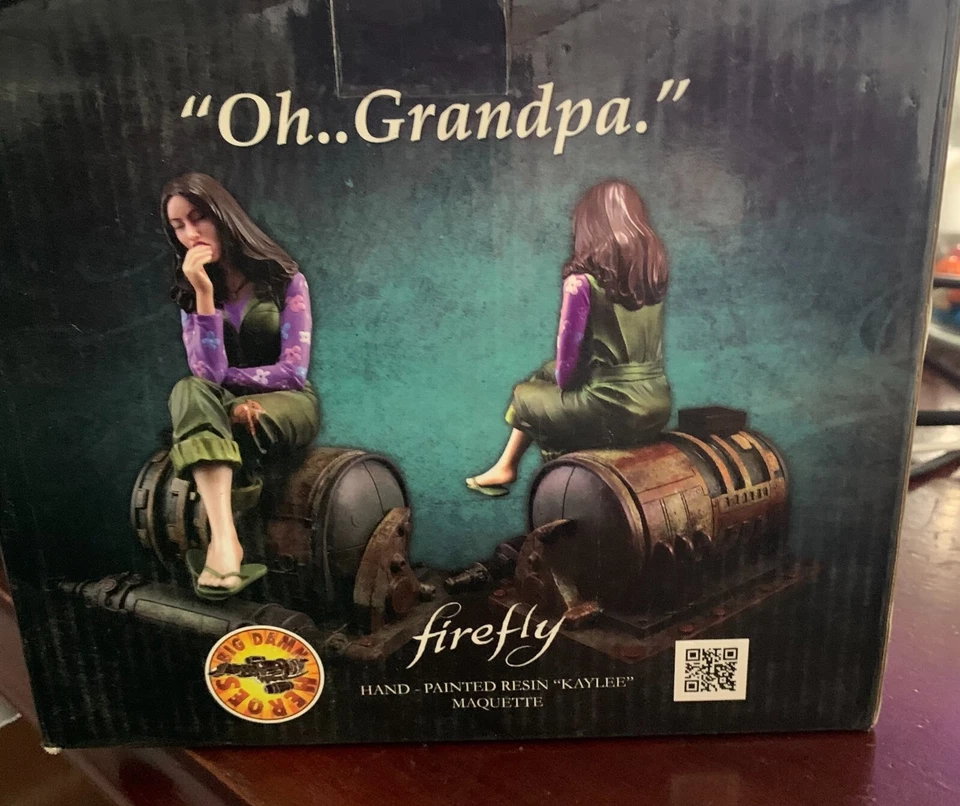 “Oh..Grandpa.”
firefly
BIG DAMN
HEROES
HAND - PAINTED RESIN “KAYLEE”
MAQUETTE